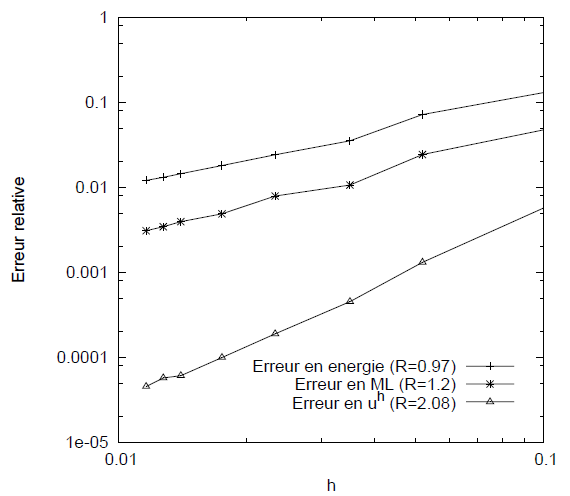 1
0.1
0.01
0.001
0.0001
1e-05
Erreur relative
Erreur en energie (R=0.97)
Erreur en ML (R=1.2)
Erreur en u^h (R=2.08)
0.01
0.1
h